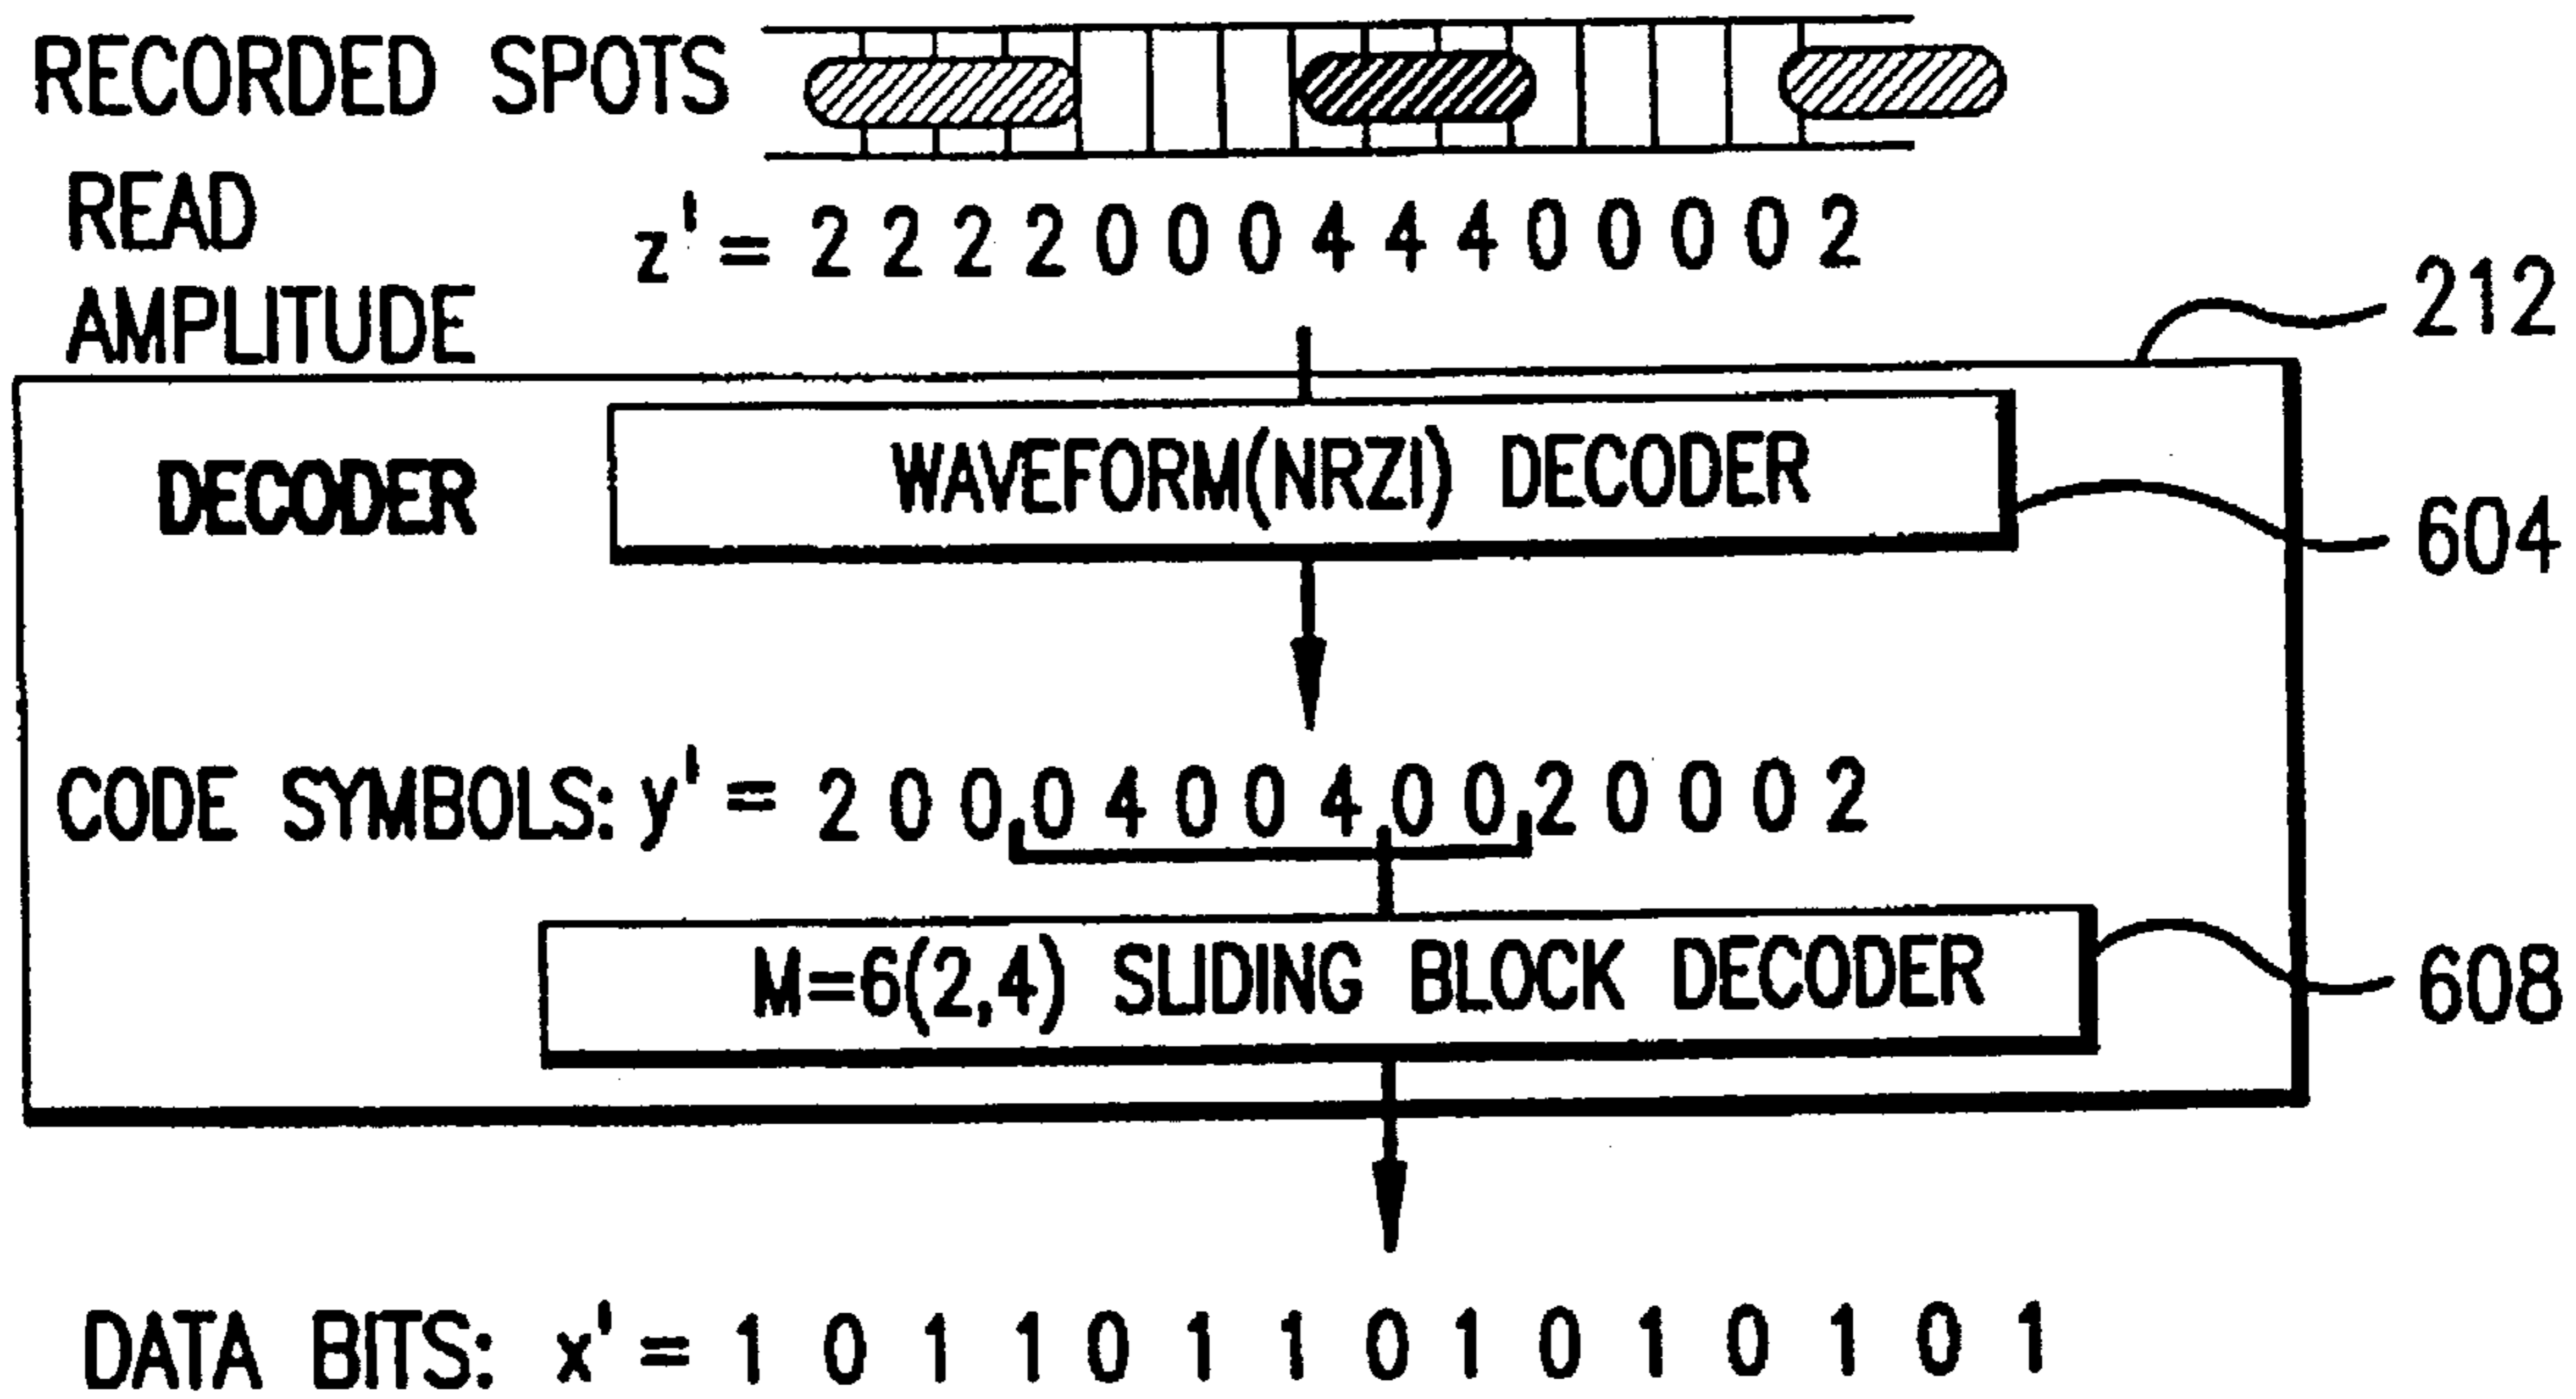 RECORDED SPOTS
READ
AMPLITUDE
z' = 2 2 2 2 0 0 0 4 4 4 0 0 0 0 2
212
DECODER
WAVEFORM(NRZI) DECODER
604
CODE SYMBOLS: y' = 2 0 0 0 4 0 0 4 0 0 2 0 0 0 2
M=6(2,4) SLIDING BLOCK DECODER
608
DATA BITS: x' = 1 0 1 1 0 1 1 0 1 0 1 0 1 0 1